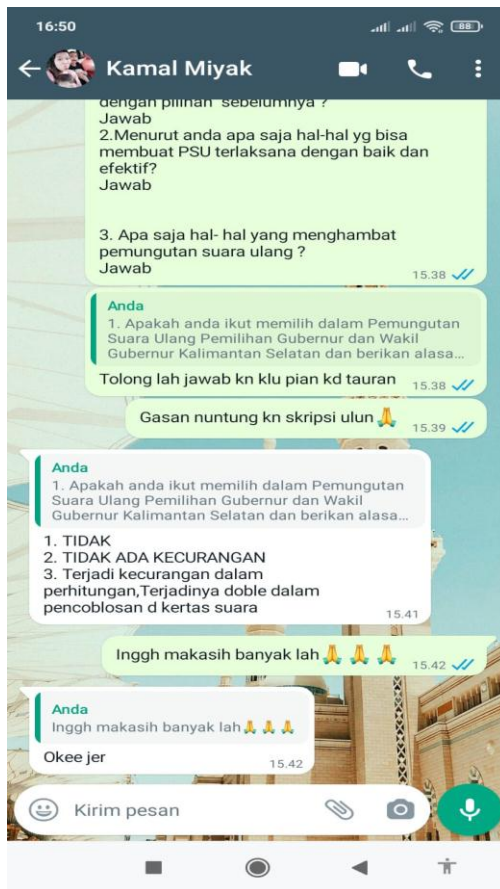 16:50
88
Kamal Miyak
dengan pilihan sebelumnya ?
Jawab
2.Menurut anda apa saja hal-hal yg bisa
membuat PSU terlaksana dengan baik dan
efektif?
Jawab
3. Apa saja hal- hal yang menghambat
pemungutan suara ulang ?
Jawab
15.38
Anda
1. Apakah anda ikut memilih dalam Pemungutan
Suara Ulang Pemilihan Gubernur dan Wakil
Gubernur Kalimantan Selatan dan berikan alasa...
Tolong lah jawab kn klu pian kd tauran
15.38
Gasan nuntung kn skripsi ulun🙏
15.39
Anda
1. Apakah anda ikut memilih dalam Pemungutan
Suara Ulang Pemilihan Gubernur dan Wakil
Gubernur Kalimantan Selatan dan berikan alasa...
1. TIDAK
2. TIDAK ADA KECURANGAN
3. Terjadi kecurangan dalam
perhitungan,Terjadinya doble dalam
pencoblosan d kertas suara
15.41
Inggh makasih banyak lah🙏🙏🙏
15.42
Anda
Inggh makasih banyak lah🙏🙏🙏
Okee jer
15.42
Kirim pesan